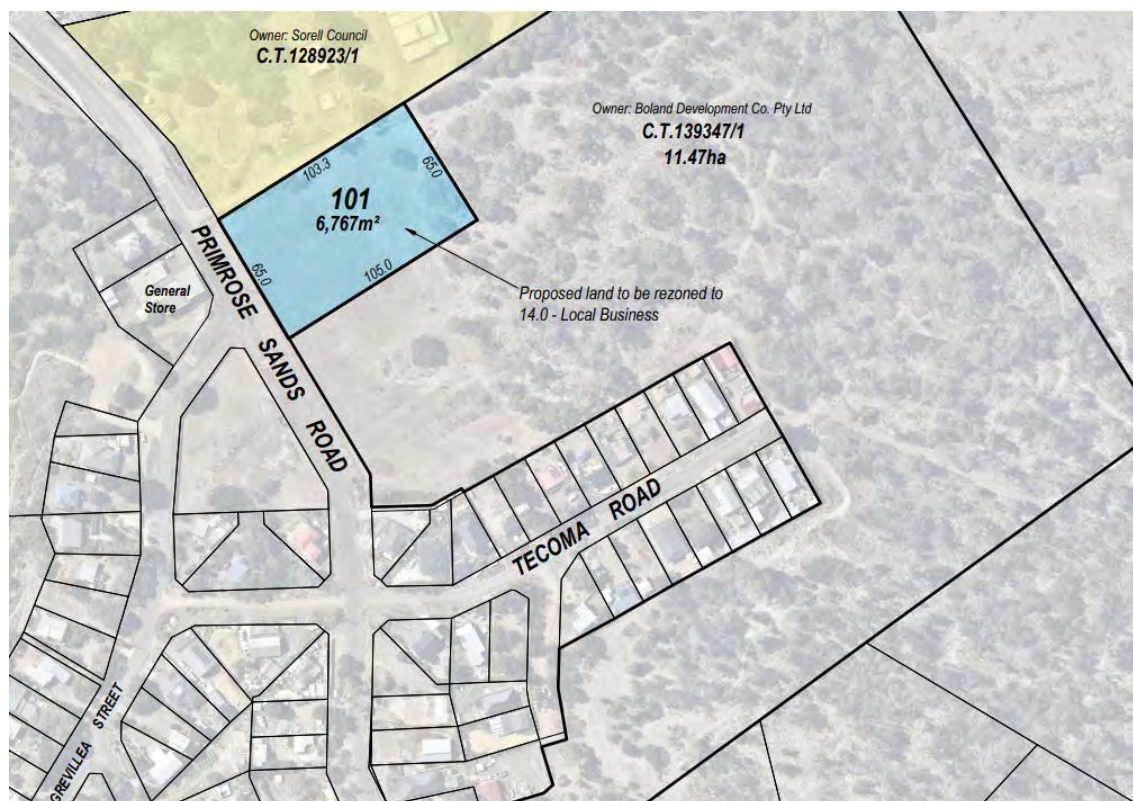 Owner: Sorell Council
C.T.128923/1
Owner: Boland Development Co. Pty Ltd
C.T.139347/1
11.47ha
103.3
65.0
101
6,767m²
65.0
105.0
Proposed land to be rezoned to
14.0 - Local Business
General
Store
PRIMROSE SANDS ROAD
TECOMA ROAD
GREVILLEA STREET